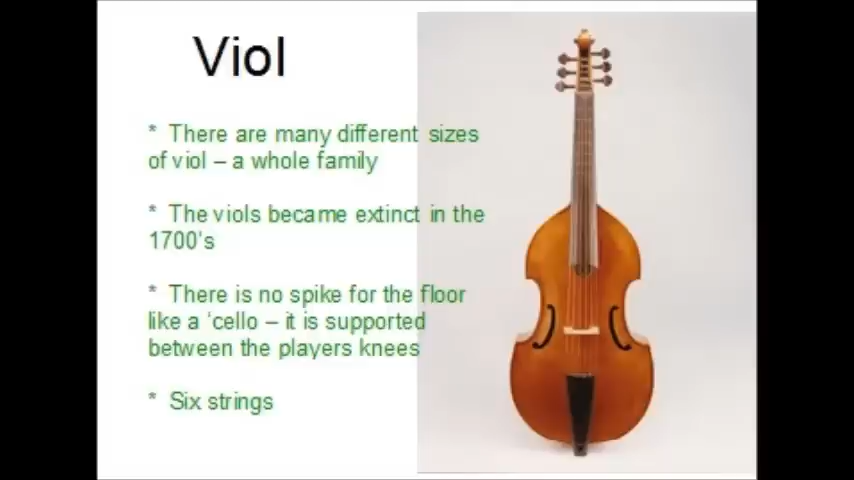 Viol
* There are many different sizes
of viol – a whole family
* The viols became extinct in the
1700's
* There is no spike for the floor
like a 'cello – it is supported
between the players knees
* Six strings